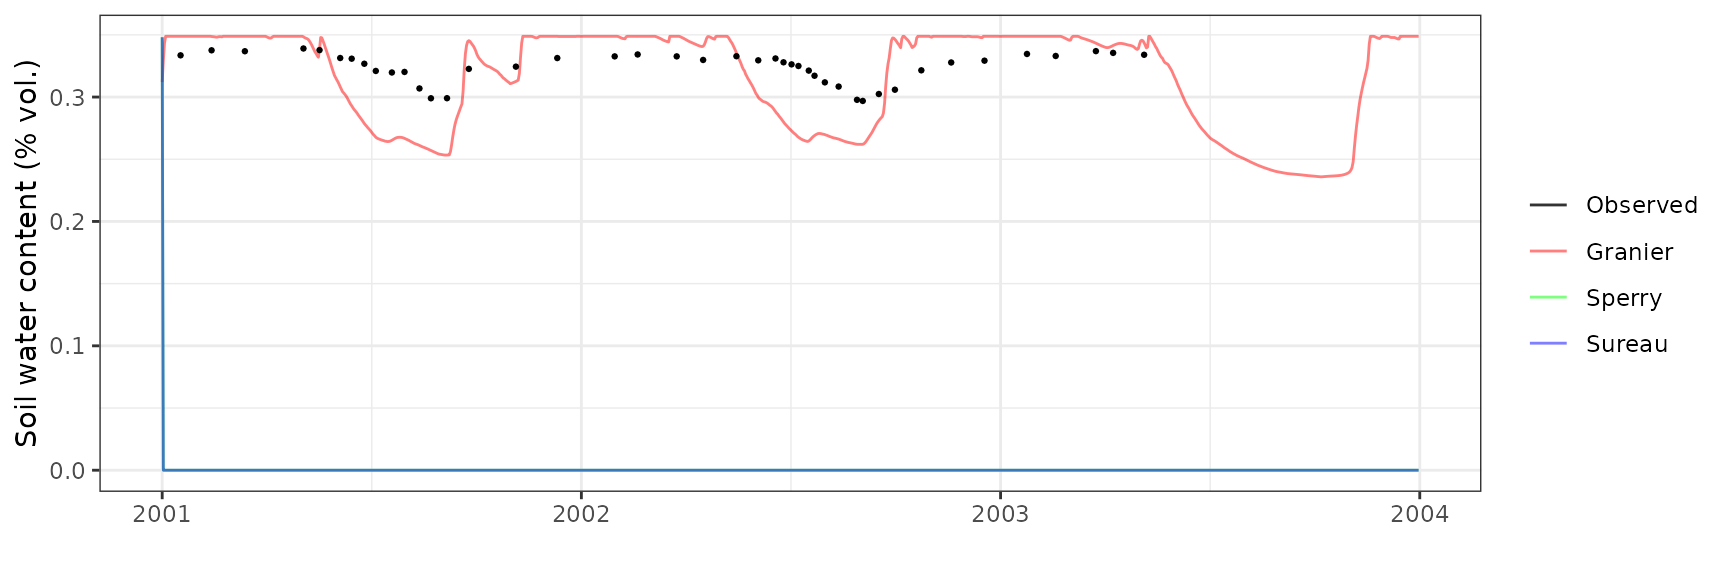 Soil water content (% vol.)
0.3
0.2
0.1
0.0
2001
2002
2003
2004
Observed
Granier
Sperry
Sureau